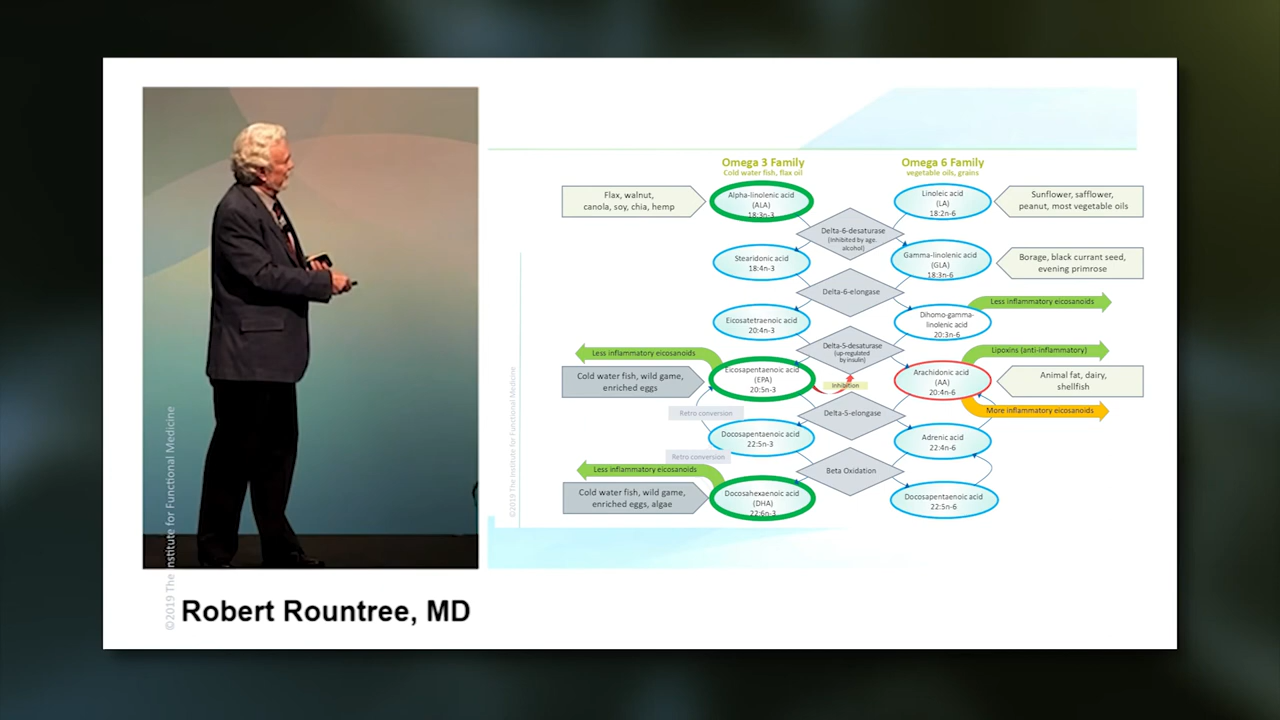 Omega 3 Family
Cold water fish, flax oil
Omega 6 Family
vegetable oils, grains
Flax, walnut,
canola, soy, chia, hemp
Alpha-linolenic acid
(ALA)
18:3n-3
Linoleic acid
(LA)
18:2n-6
Sunflower, safflower,
peanut, most vegetable oils
Delta-6-desaturase
(Inhibited by age.
alcohol)
Stearidonic acid
18:4n-3
Gamma-linolenic acid
(GLA)
18:3n-6
Borage, black currant seed,
evening primrose
Delta-6-elongase
Less inflammatory eicosanoids
Eicosatetraenoic acid
20:4n-3
Dihomo-gamma-
linolenic acid
20:3n-6
Delta-5-desaturase
(up-regulated
by insulin)
Less inflammatory eicosanoids
Lipoxins (anti-inflammatory)
Cold water fish, wild game,
enriched eggs
Eicosapentaenoic acid
(EPA)
20:5n-3
Inhibition
Arachidonic acid
(AA)
20:4n-6
Animal fat, dairy,
shellfish
Retro conversion
Delta-5-elongase
More inflammatory eicosanoids
Docosapentaenoic acid
22:5n-3
Adrenic acid
22:4n-6
Retro conversion
Less inflammatory eicosanoids
Beta Oxidation
Cold water fish, wild game,
enriched eggs, algae
Docosahexaenoic acid
(DHA)
22:6n-3
Docosapentaenoic acid
22:5n-6
©2019 The Institute for Functional Medicine
©2019 The Institute for Functional Medicine
Robert Rountree, MD